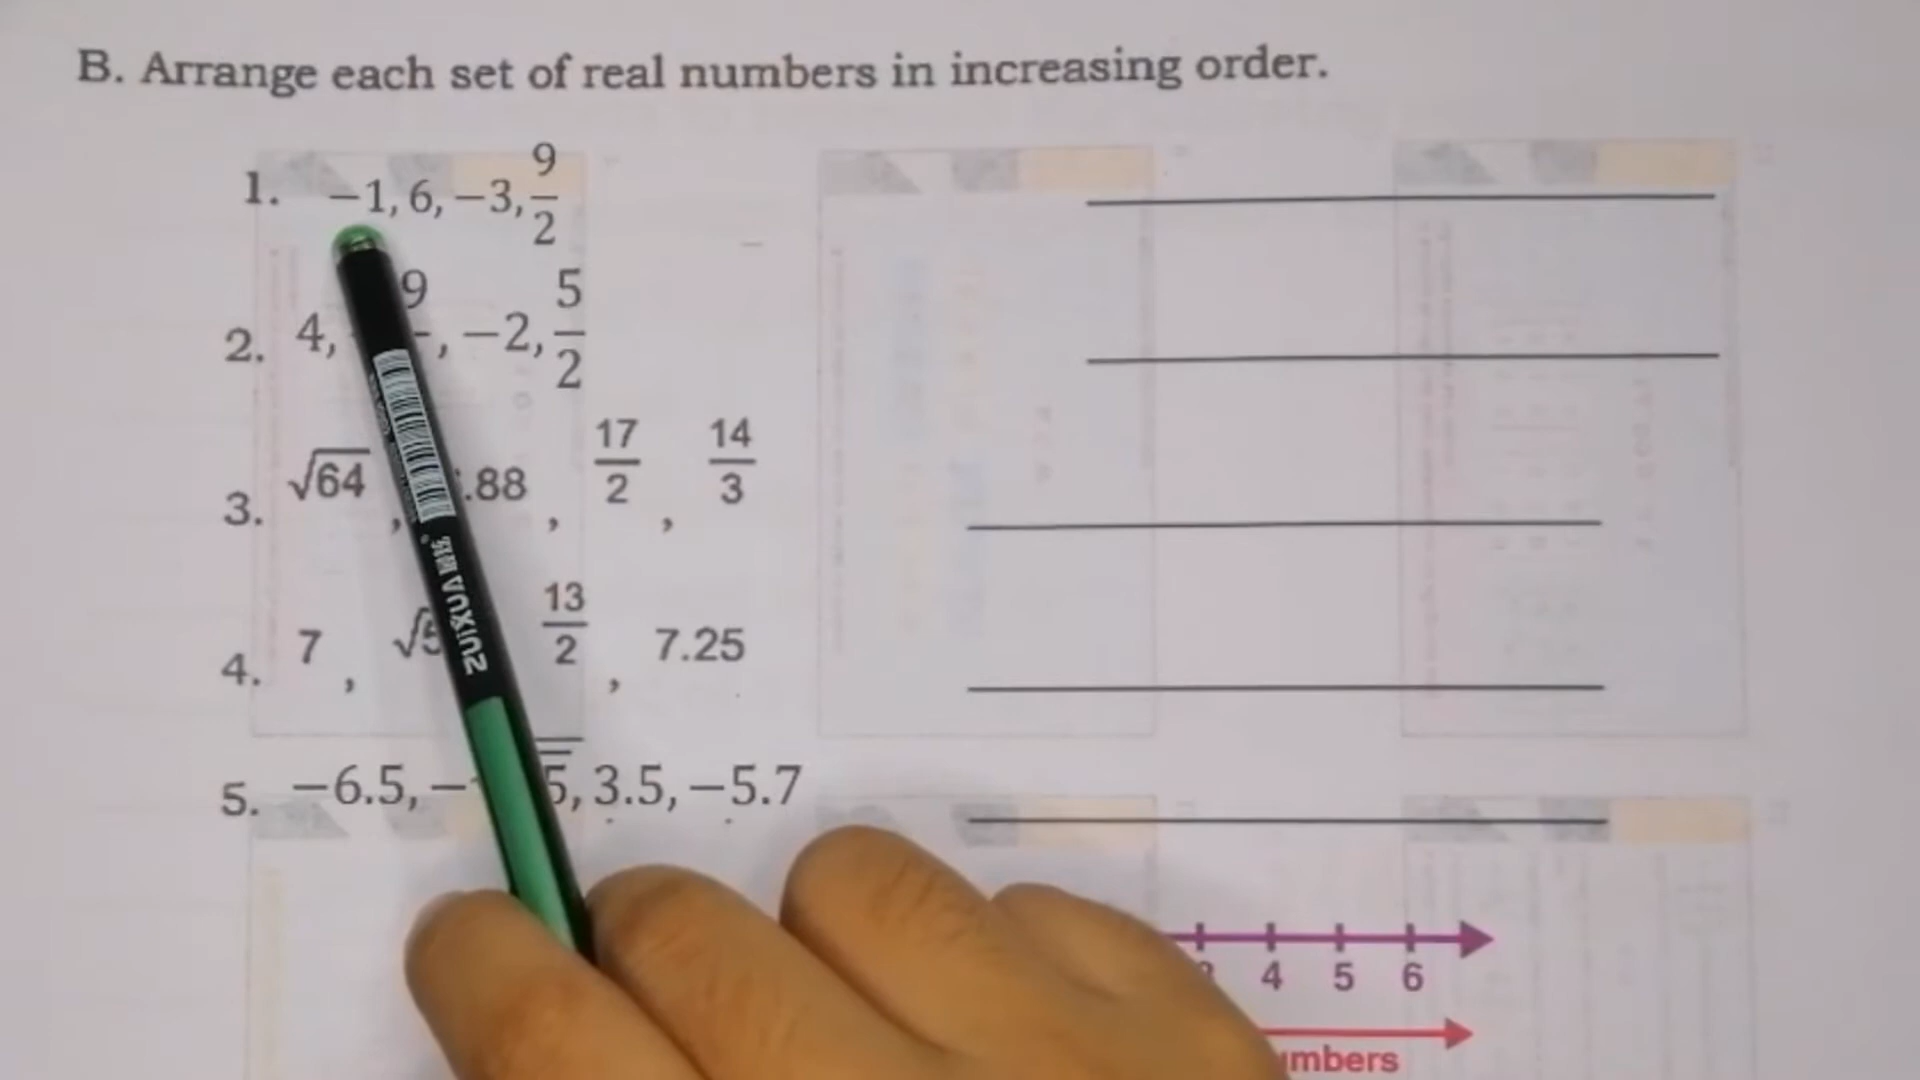 B. Arrange each set of real numbers in increasing order.
1. −1, 6, −3, 9/2
2. 4, 9 , −2, 5/2
3. √64 , .88 , 17/2 , 14/3
4. 7 , √5 13/2 , 7.25
5. −6.5, − 5, 3.5, −5.7
ZUIXUA
4 5 6